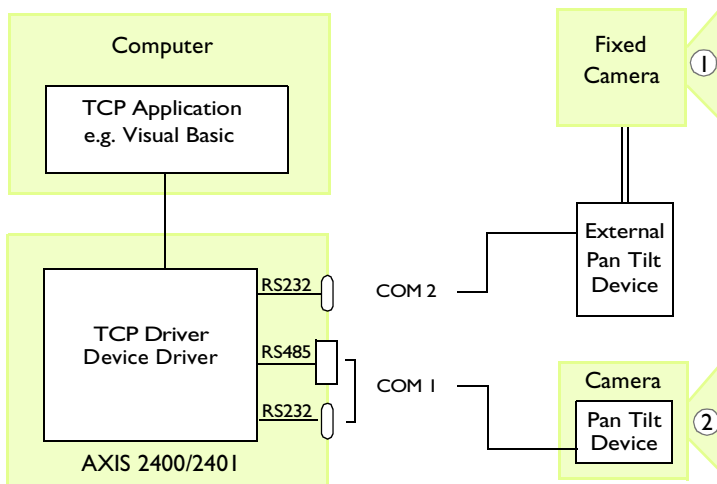 Computer
TCP Application
e.g. Visual Basic
Fixed
Camera
1
External
Pan Tilt
Device
RS232
COM 2
TCP Driver
Device Driver
RS485
COM 1
RS232
AXIS 2400/2401
Camera
Pan Tilt
Device
2